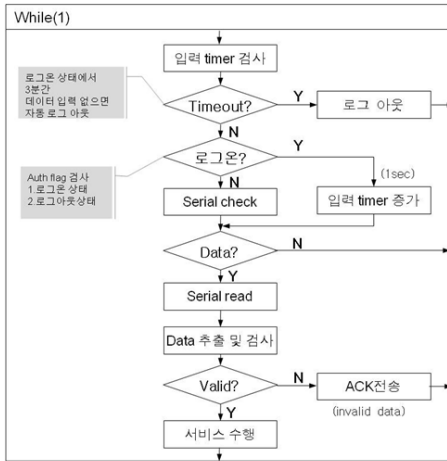 While(1)
입력 timer 검사
로그온 상태에서
3분간
데이터 입력 없으면
자동 로그 아웃
Timeout?
Y
로그 아웃
N
로그온?
Y
Auth flag 검사
1.로그온 상태
2.로그아웃상태
N
(1sec)
Serial check
입력 timer 증가
Data?
N
Y
Serial read
Data 추출 및 검사
Valid?
N
ACK전송
(invalid data)
Y
서비스 수행